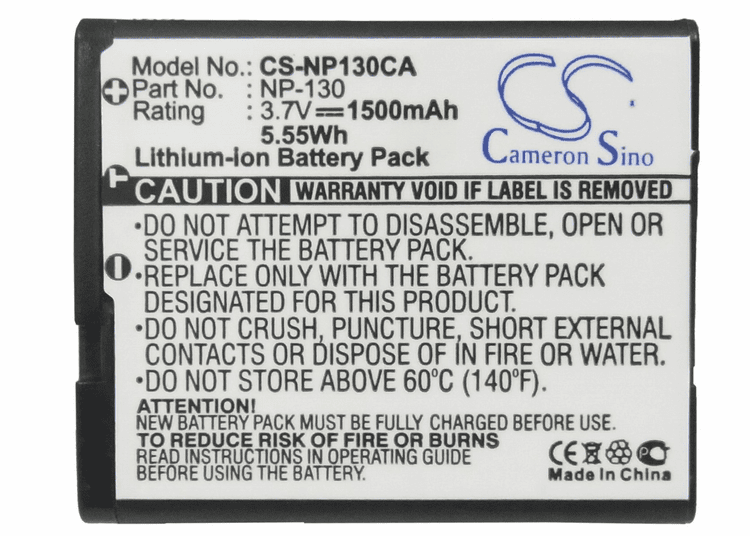 Model No.: CS-NP130CA
Part No. : NP-130
Rating : 3.7V⎓1500mAh
5.55Wh
Lithium-ion Battery Pack
CS
Cameron Sino
+
T
−
CAUTION WARRANTY VOID IF LABEL IS REMOVED
•DO NOT ATTEMPT TO DISASSEMBLE, OPEN OR
SERVICE THE BATTERY PACK.
•REPLACE ONLY WITH THE BATTERY PACK
DESIGNATED FOR THIS PRODUCT.
•DO NOT CRUSH, PUNCTURE, SHORT EXTERNAL
CONTACTS OR DISPOSE OF IN FIRE OR WATER.
•DO NOT STORE ABOVE 60°C (140°F).
ATTENTION:
NEW BATTERY PACK MUST BE FULLY CHARGED BEFORE USE.
TO REDUCE RISK OF FIRE OR BURNS
READ INSTRUCTIONS IN APPLIANCE GUIDE
BEFORE USING THE BATTERY.
CE
Made in China